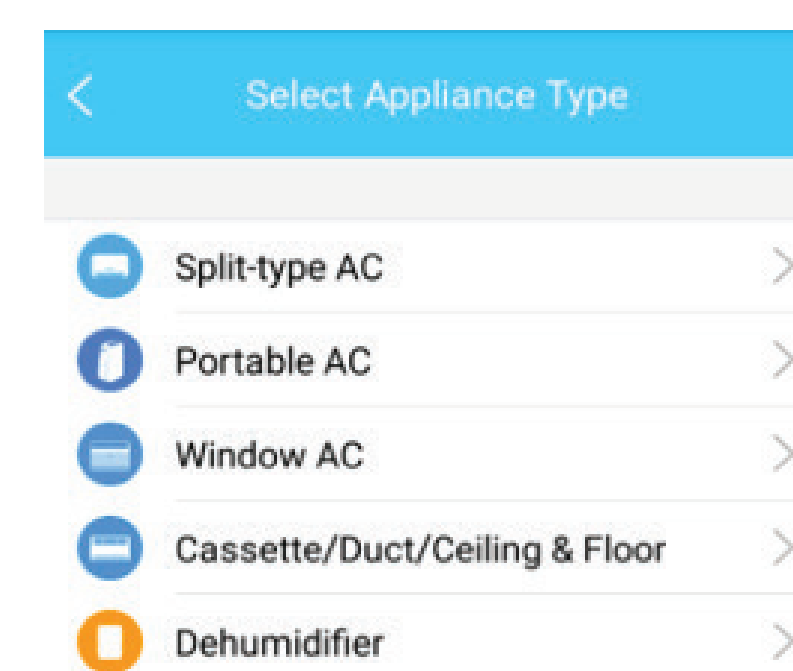 Select Appliance Type
Split-type AC
Portable AC
Window AC
Cassette/Duct/Ceiling & Floor
Dehumidifier